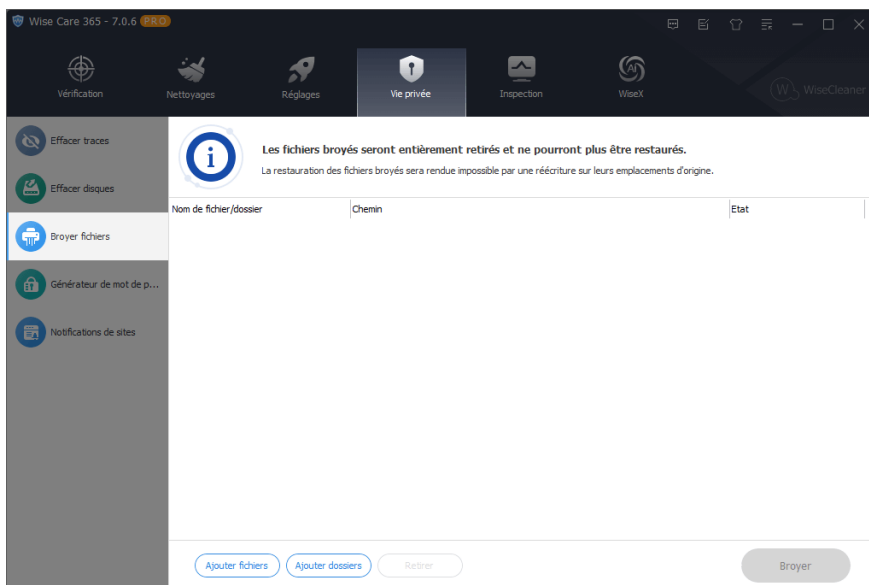 Wise Care 365 - 7.0.6 PRO
Vérification
Nettoyages
Réglages
Vie privée
Inspection
AI
WiseX
W WiseCleaner
Effacer traces
Effacer disques
Broyer fichiers
Générateur de mot de p...
Notifications de sites
Les fichiers broyés seront entièrement retirés et ne pourront plus être restaurés.
La restauration des fichiers broyés sera rendue impossible par une réécriture sur leurs emplacements d'origine.
Nom de fichier/dossier Chemin Etat
Ajouter fichiers Ajouter dossiers Retirer Broyer